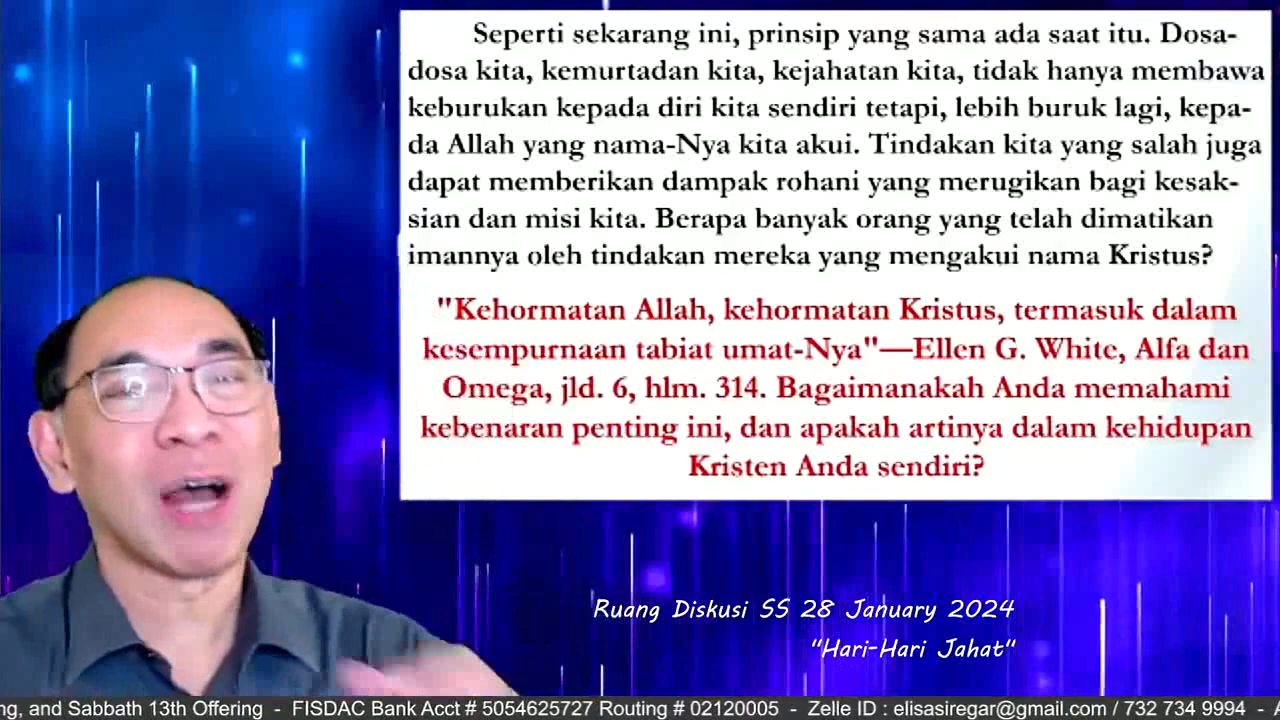 Seperti sekarang ini, prinsip yang sama ada saat itu. Dosa-
dosa kita, kemurtadan kita, kejahatan kita, tidak hanya membawa
keburukan kepada diri kita sendiri tetapi, lebih buruk lagi, kepa-
da Allah yang nama-Nya kita akui. Tindakan kita yang salah juga
dapat memberikan dampak rohani yang merugikan bagi kesak-
sian dan misi kita. Berapa banyak orang yang telah dimatikan
imannya oleh tindakan mereka yang mengakui nama Kristus?
"Kehormatan Allah, kehormatan Kristus, termasuk dalam
kesempurnaan tabiat umat-Nya"—Ellen G. White, Alfa dan
Omega, jld. 6, hlm. 314. Bagaimanakah Anda memahami
kebenaran penting ini, dan apakah artinya dalam kehidupan
Kristen Anda sendiri?
Ruang Diskusi SS 28 January 2024
"Hari-Hari Jahat"
ng, and Sabbath 13th Offering - FISDAC Bank Acct # 5054625727 Routing # 02120005 - Zelle ID : elisasiregar@gmail.com / 732 734 9994 - A